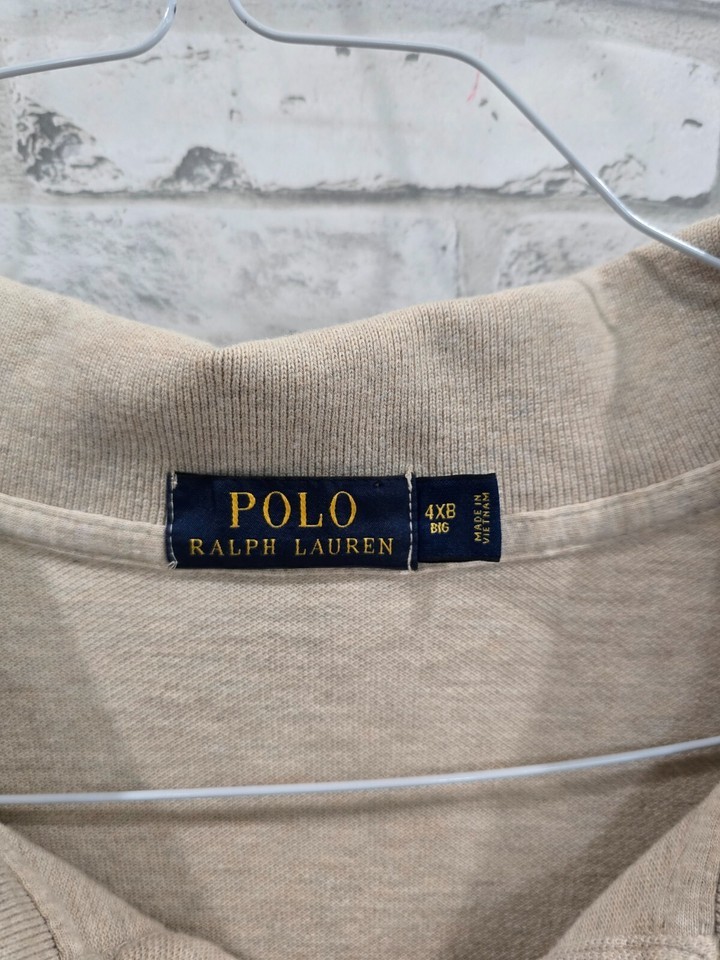 POLO
RALPH LAUREN
4XB
BIG
MADE IN
VIETNAM